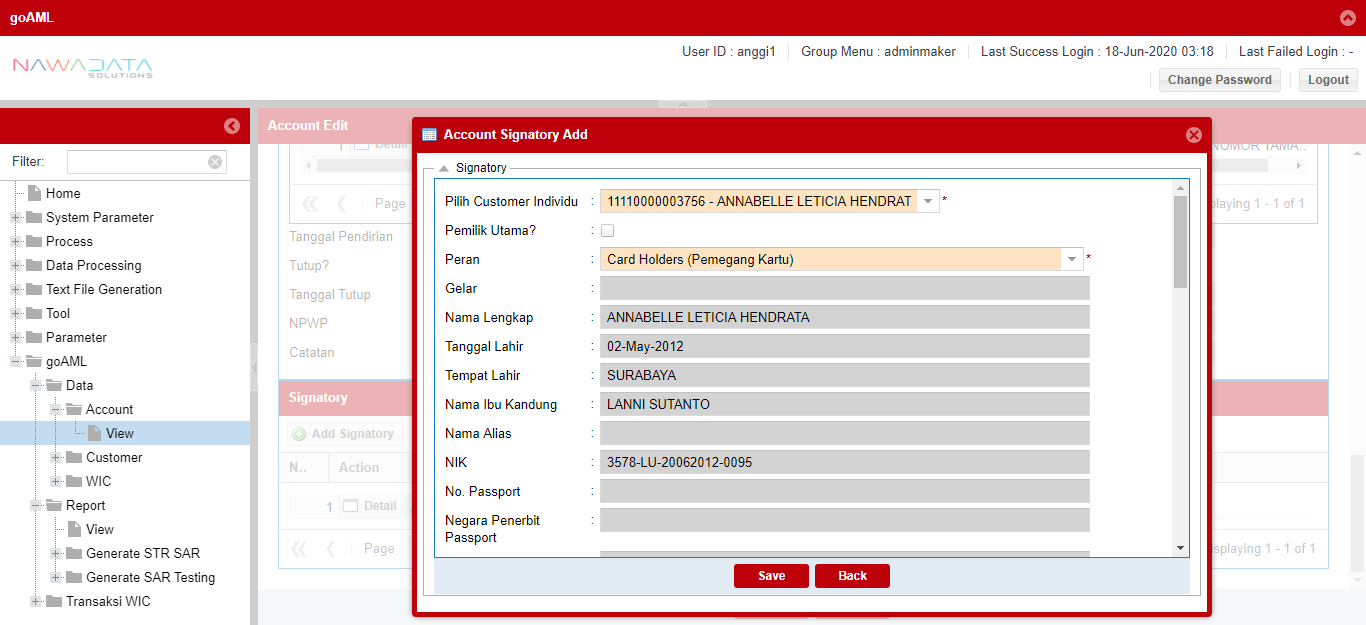 goAML
NAWADATA
SOLUTIONS
User ID : anggi1
Group Menu : adminmaker
Last Success Login : 18-Jun-2020 03:18
Last Failed Login : -
Change Password
Logout
Filter:
Home
System Parameter
Process
Data Processing
Text File Generation
Tool
Parameter
goAML
Data
Account
View
Customer
WIC
Report
View
Generate STR SAR
Generate SAR Testing
Transaksi WIC
Account Edit
1 Detail
Page
playing 1 - 1 of 1
Tanggal Pendirian
Tutup?
Tanggal Tutup
NPWP
Catatan
Signatory
Add Signatory
N.. Action
1 Detail
Page
splaying 1 - 1 of 1
Account Signatory Add
Signatory
Pilih Customer Individu : 11110000003756 - ANNABELLE LETICIA HENDRAT *
Pemilik Utama? :
Peran : Card Holders (Pemegang Kartu) *
Gelar :
Nama Lengkap : ANNABELLE LETICIA HENDRATA
Tanggal Lahir : 02-May-2012
Tempat Lahir : SURABAYA
Nama Ibu Kandung : LANNI SUTANTO
Nama Alias :
NIK : 3578-LU-20062012-0095
No. Passport :
Negara Penerbit :
Passport
Save
Back